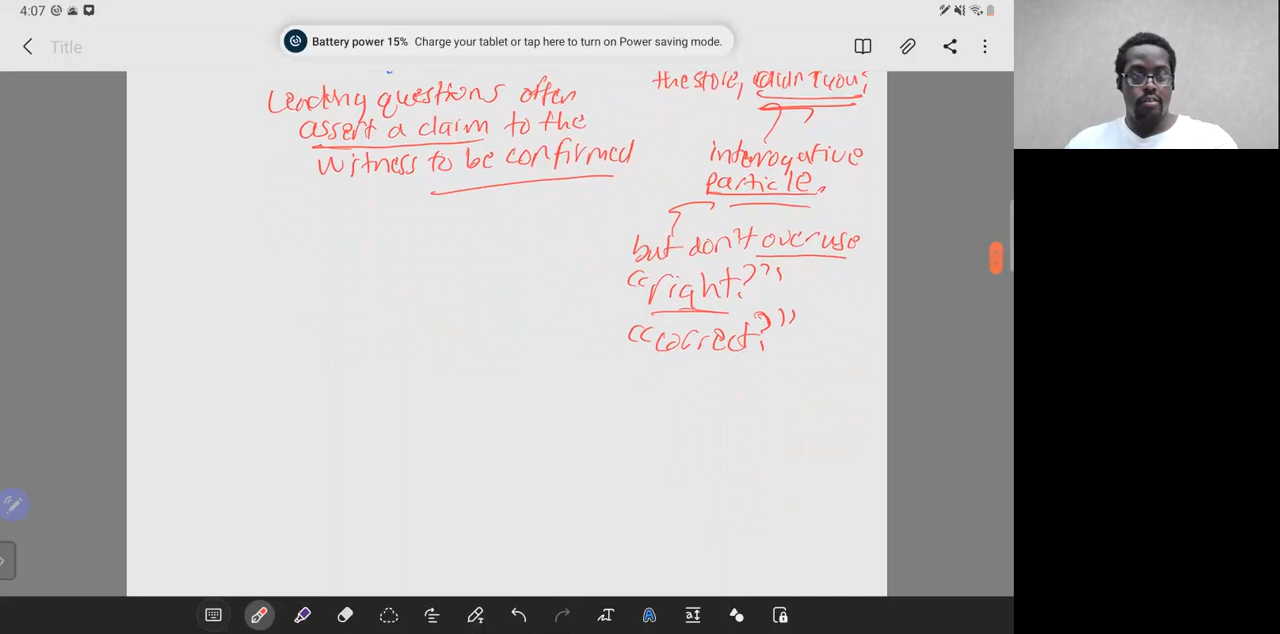 4:07
Title
Battery power 15% Charge your tablet or tap here to turn on Power saving mode.
Leading questions often
assert a claim to the
witness to be confirmed
the store, didn't you?
interogative
particle.
but don't overuse
"right?"
"correct?"